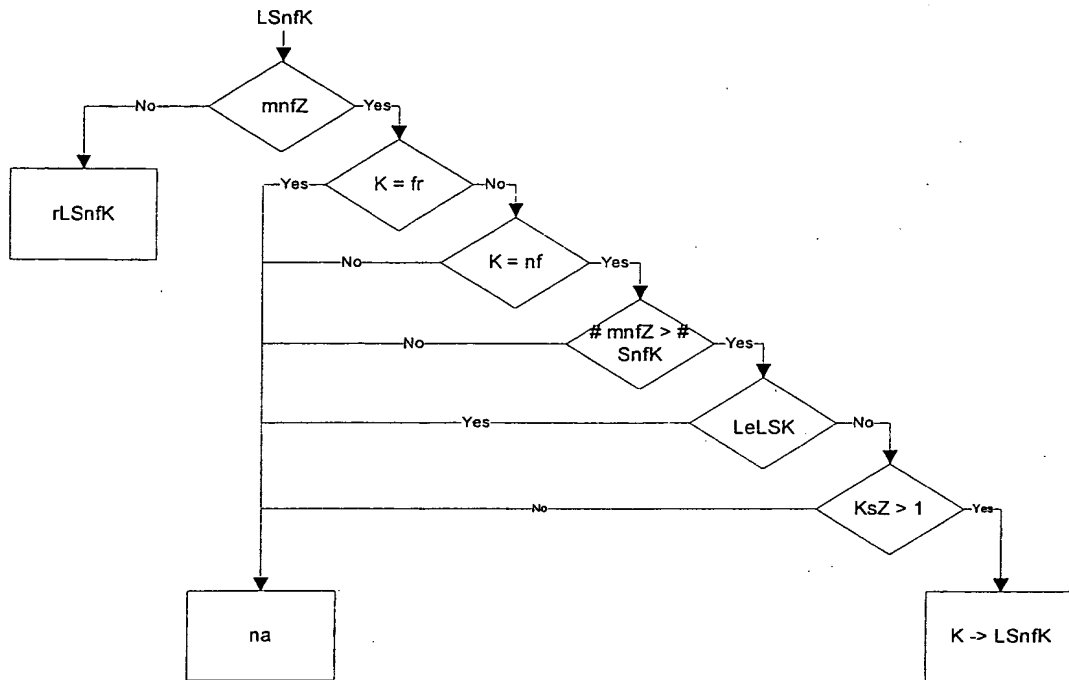 LSnfK
mnfZ
No
Yes
rLSnfK
K = fr
Yes
No
K = nf
No
Yes
# mnfZ > #
SnfK
No
Yes
LeLSK
Yes
No
KsZ > 1
No
Yes
na
K -> LSnfK